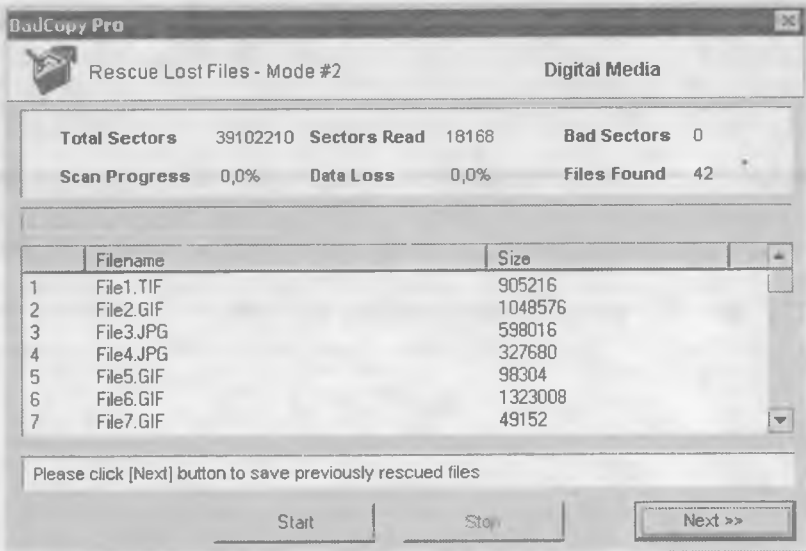 BadCopy Pro
Rescue Lost Files - Mode #2 Digital Media
Total Sectors 39102210 Sectors Read 18168 Bad Sectors 0
Scan Progress 0,0% Data Loss 0,0% Files Found 42
Filename Size
1 File1.TIF 905216
2 File2.GIF 1048576
3 File3.JPG 598016
4 File4.JPG 327680
5 File5.GIF 98304
6 File6.GIF 1323008
7 File7.GIF 49152
Please click [Next] button to save previously rescued files
Start Stop Next >>